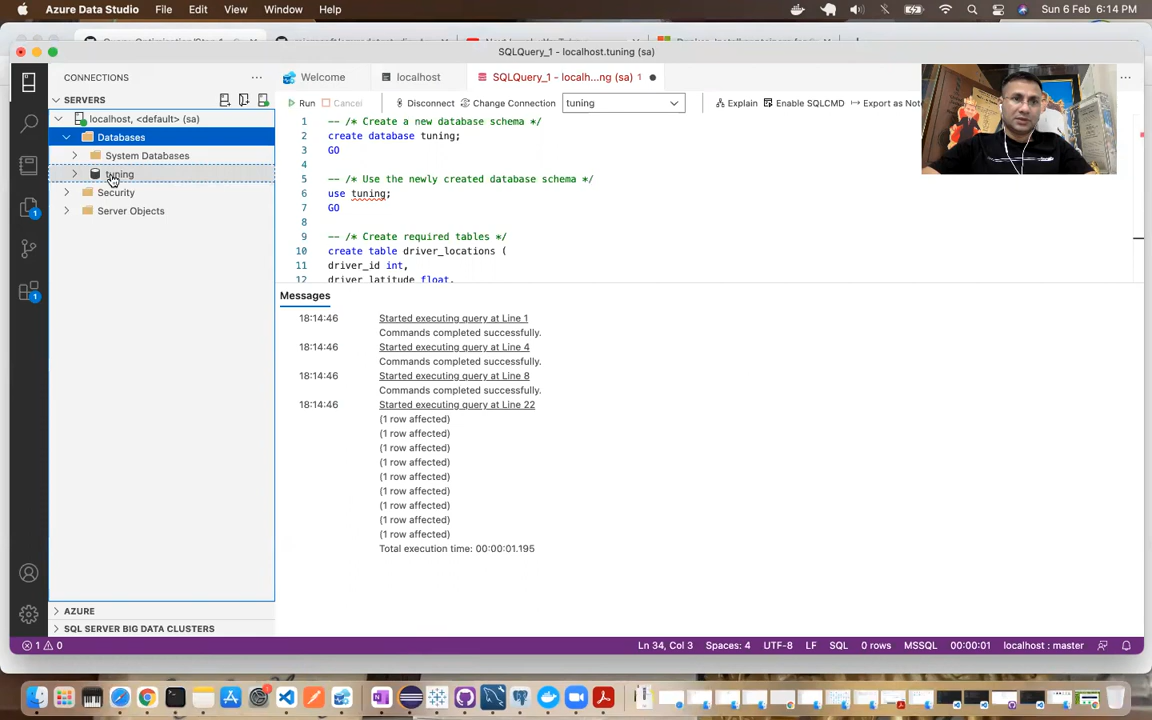 Azure Data Studio File Edit View Window Help Sun 6 Feb 6:14 PM
SQLQuery_1 - localhost.tuning (sa)
CONNECTIONS ···
Welcome localhost SQLQuery_1 - localh...ng (sa) 1 ● ···
SERVERS
Run Cancel Disconnect Change Connection tuning Explain Enable SQLCMD Export as Note
localhost, <default> (sa)
Databases
System Databases
tuning
Security
Server Objects
1 -- /* Create a new database schema */
2 create database tuning;
3 GO
4
5 -- /* Use the newly created database schema */
6 use tuning;
7 GO
8
9 -- /* Create required tables */
10 create table driver_locations (
11 driver_id int,
12 driver_latitude float,
Messages
18:14:46 Started executing query at Line 1
Commands completed successfully.
18:14:46 Started executing query at Line 4
Commands completed successfully.
18:14:46 Started executing query at Line 8
Commands completed successfully.
18:14:46 Started executing query at Line 22
(1 row affected)
(1 row affected)
(1 row affected)
(1 row affected)
(1 row affected)
(1 row affected)
(1 row affected)
(1 row affected)
(1 row affected)
Total execution time: 00:00:01.195
1
1
AZURE
SQL SERVER BIG DATA CLUSTERS
1 0 Ln 34, Col 3 Spaces: 4 UTF-8 LF SQL 0 rows MSSQL 00:00:01 localhost : master